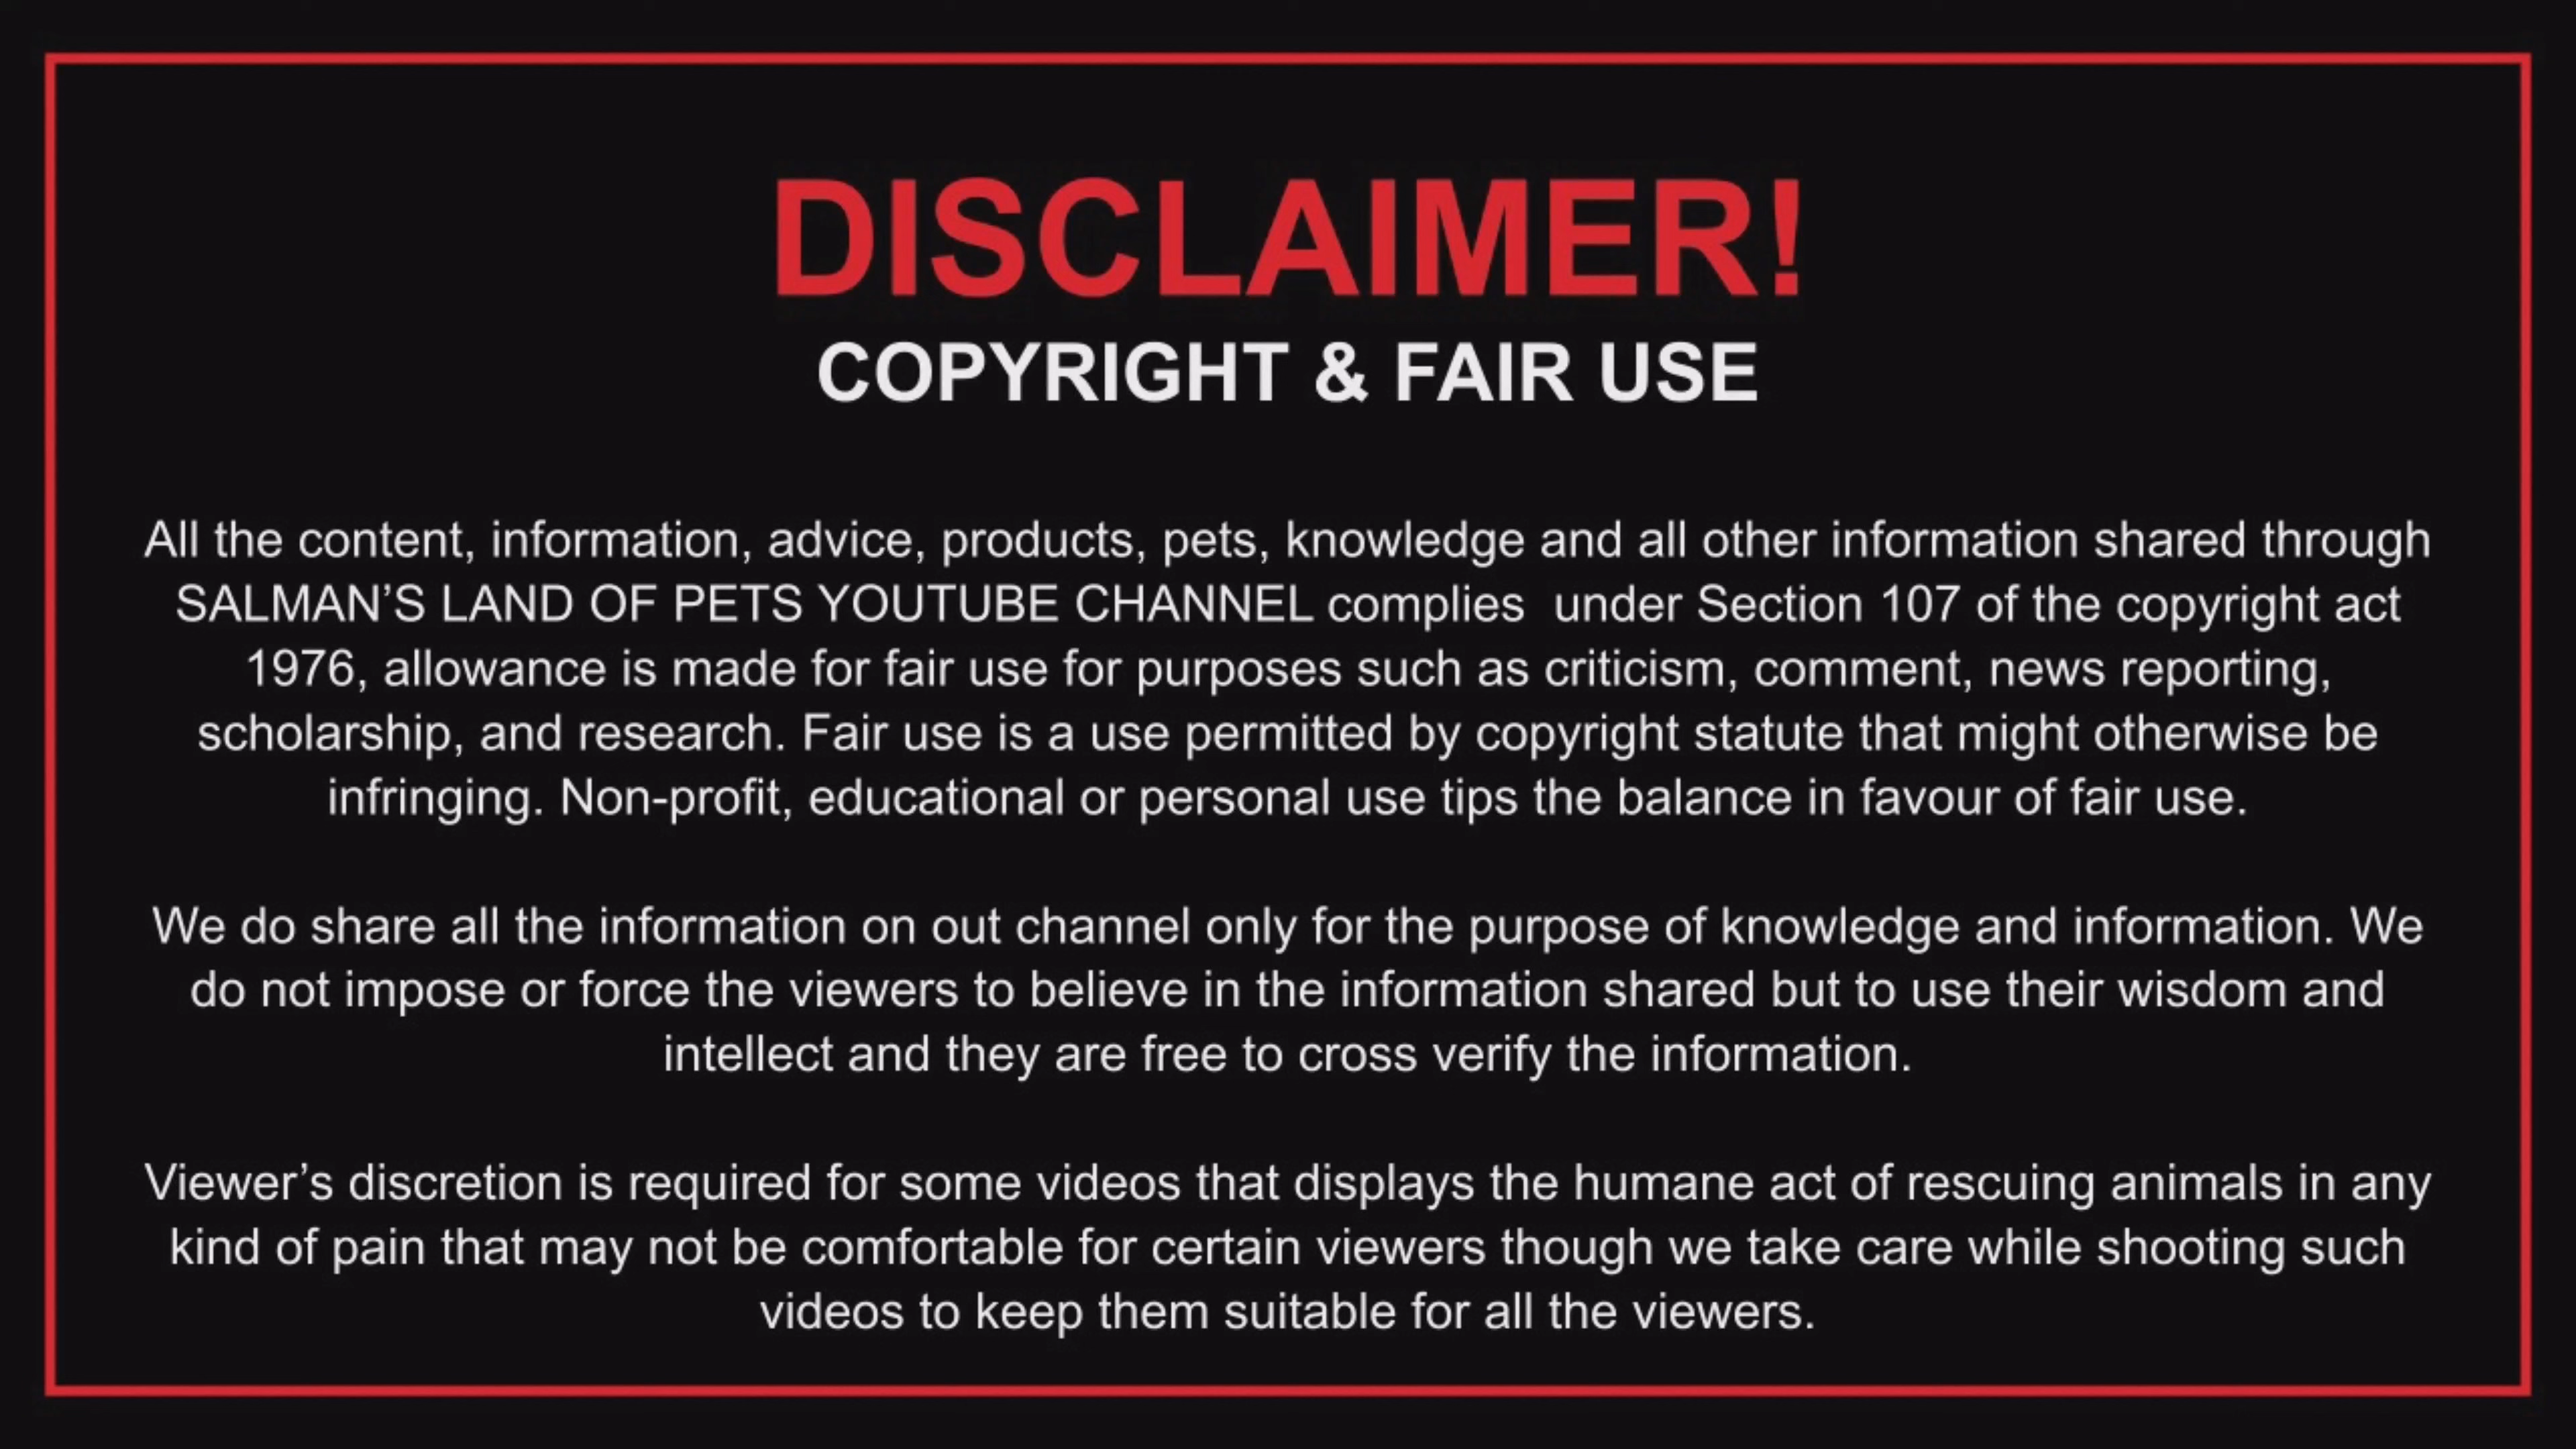 DISCLAIMER!
COPYRIGHT & FAIR USE
All the content, information, advice, products, pets, knowledge and all other information shared through
SALMAN’S LAND OF PETS YOUTUBE CHANNEL complies  under Section 107 of the copyright act
1976, allowance is made for fair use for purposes such as criticism, comment, news reporting,
scholarship, and research. Fair use is a use permitted by copyright statute that might otherwise be
infringing. Non-profit, educational or personal use tips the balance in favour of fair use.
We do share all the information on out channel only for the purpose of knowledge and information. We
do not impose or force the viewers to believe in the information shared but to use their wisdom and
intellect and they are free to cross verify the information.
Viewer’s discretion is required for some videos that displays the humane act of rescuing animals in any
kind of pain that may not be comfortable for certain viewers though we take care while shooting such
videos to keep them suitable for all the viewers.